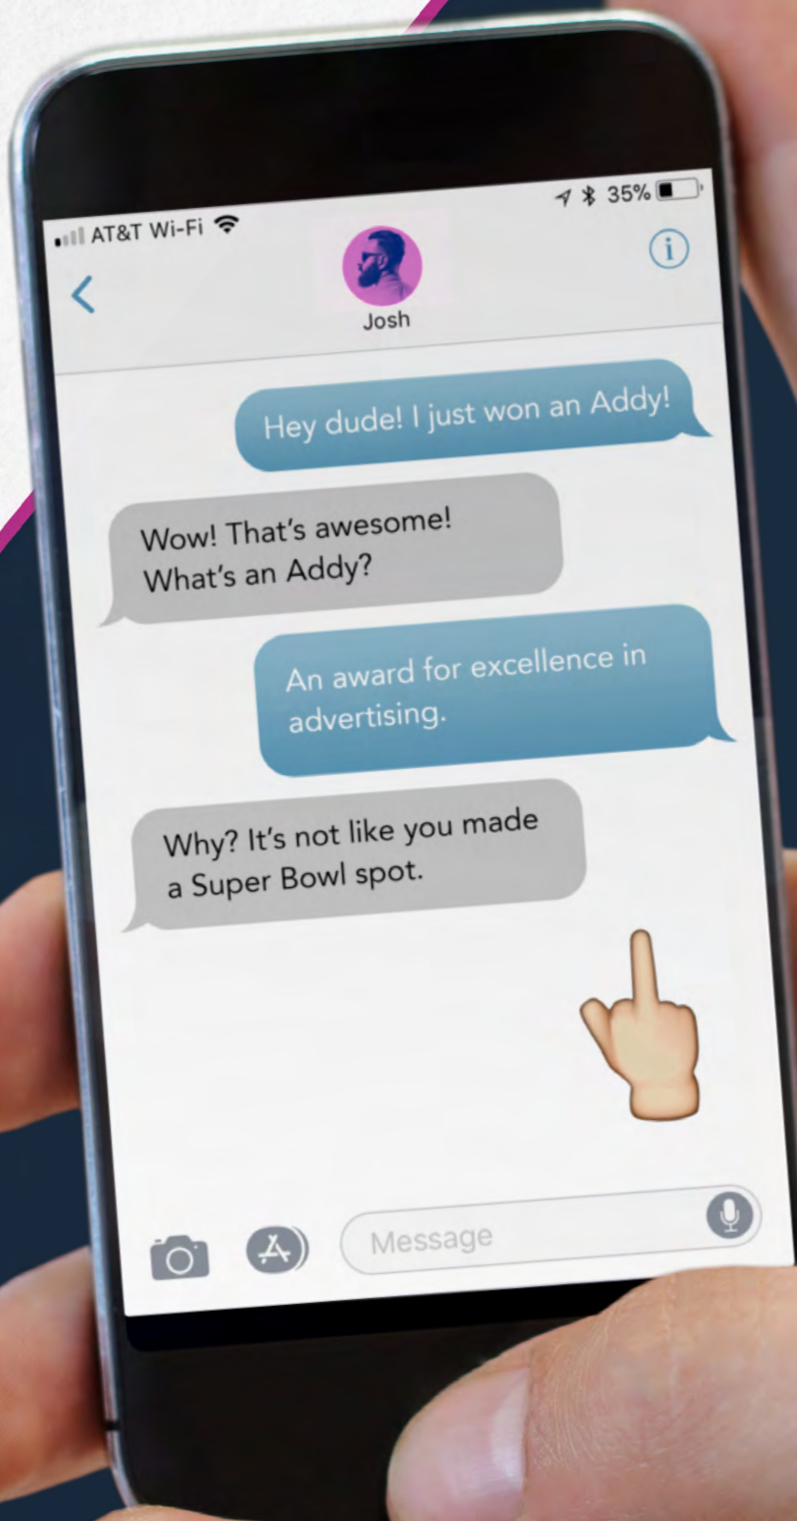 AT&T Wi-Fi
35%
Josh
Hey dude! I just won an Addy!
Wow! That's awesome!
What's an Addy?
An award for excellence in
advertising.
Why? It's not like you made
a Super Bowl spot.
Message